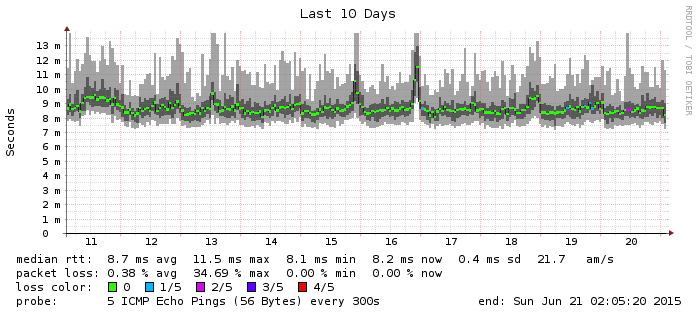 Last 10 Days
RRDTOOL / TOBI OETIKER
Seconds
13 m
12 m
11 m
10 m
9 m
8 m
7 m
6 m
5 m
4 m
3 m
2 m
1 m
0
11 12 13 14 15 16 17 18 19 20
median rtt: 8.7 ms avg 11.5 ms max 8.1 ms min 8.2 ms now 0.4 ms sd 21.7 am/s
packet loss: 0.38 % avg 34.69 % max 0.00 % min 0.00 % now
loss color: 0 1/5 2/5 3/5 4/5
probe: 5 ICMP Echo Pings (56 Bytes) every 300s end: Sun Jun 21 02:05:20 2015